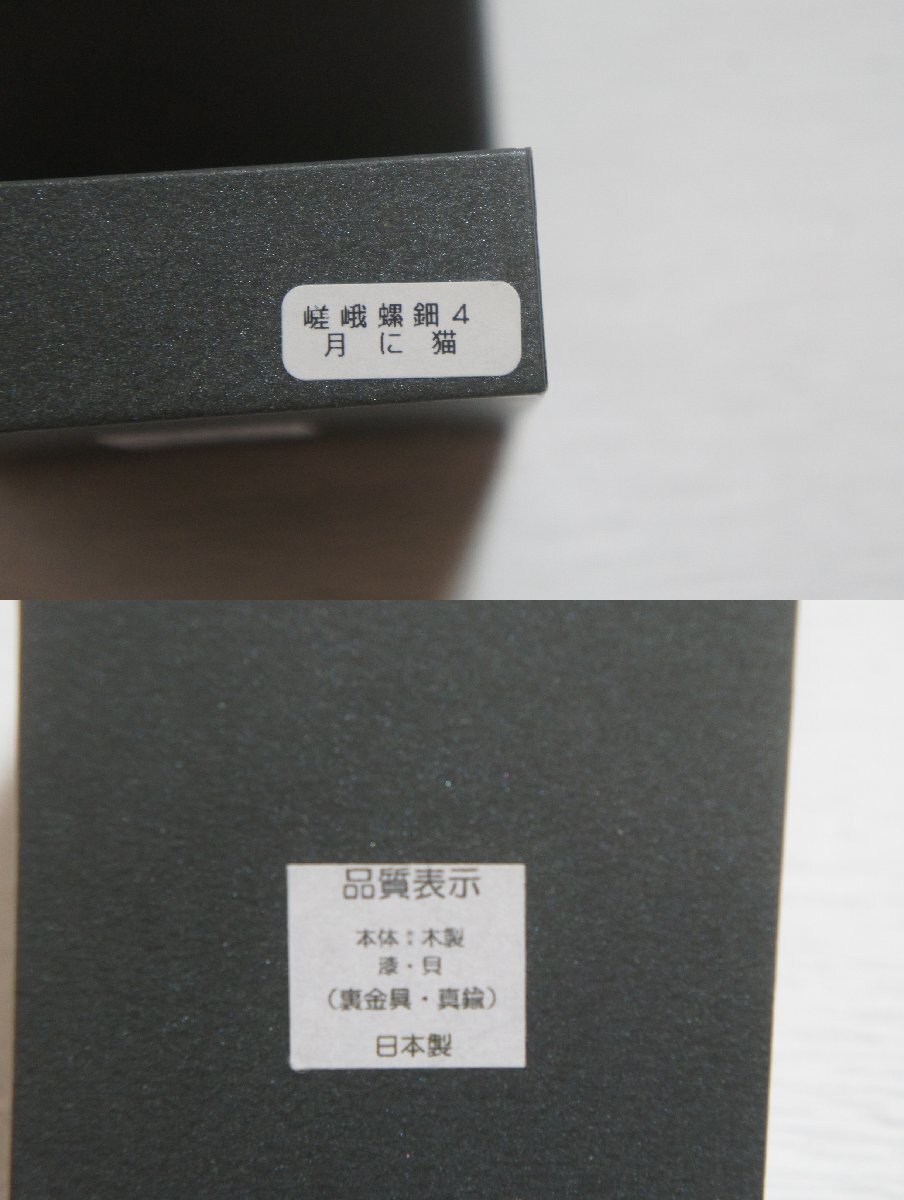 嵯峨螺鈿4
月に猫
品質表示
本体：木製
漆・貝
（裏金具・真鍮）
日本製